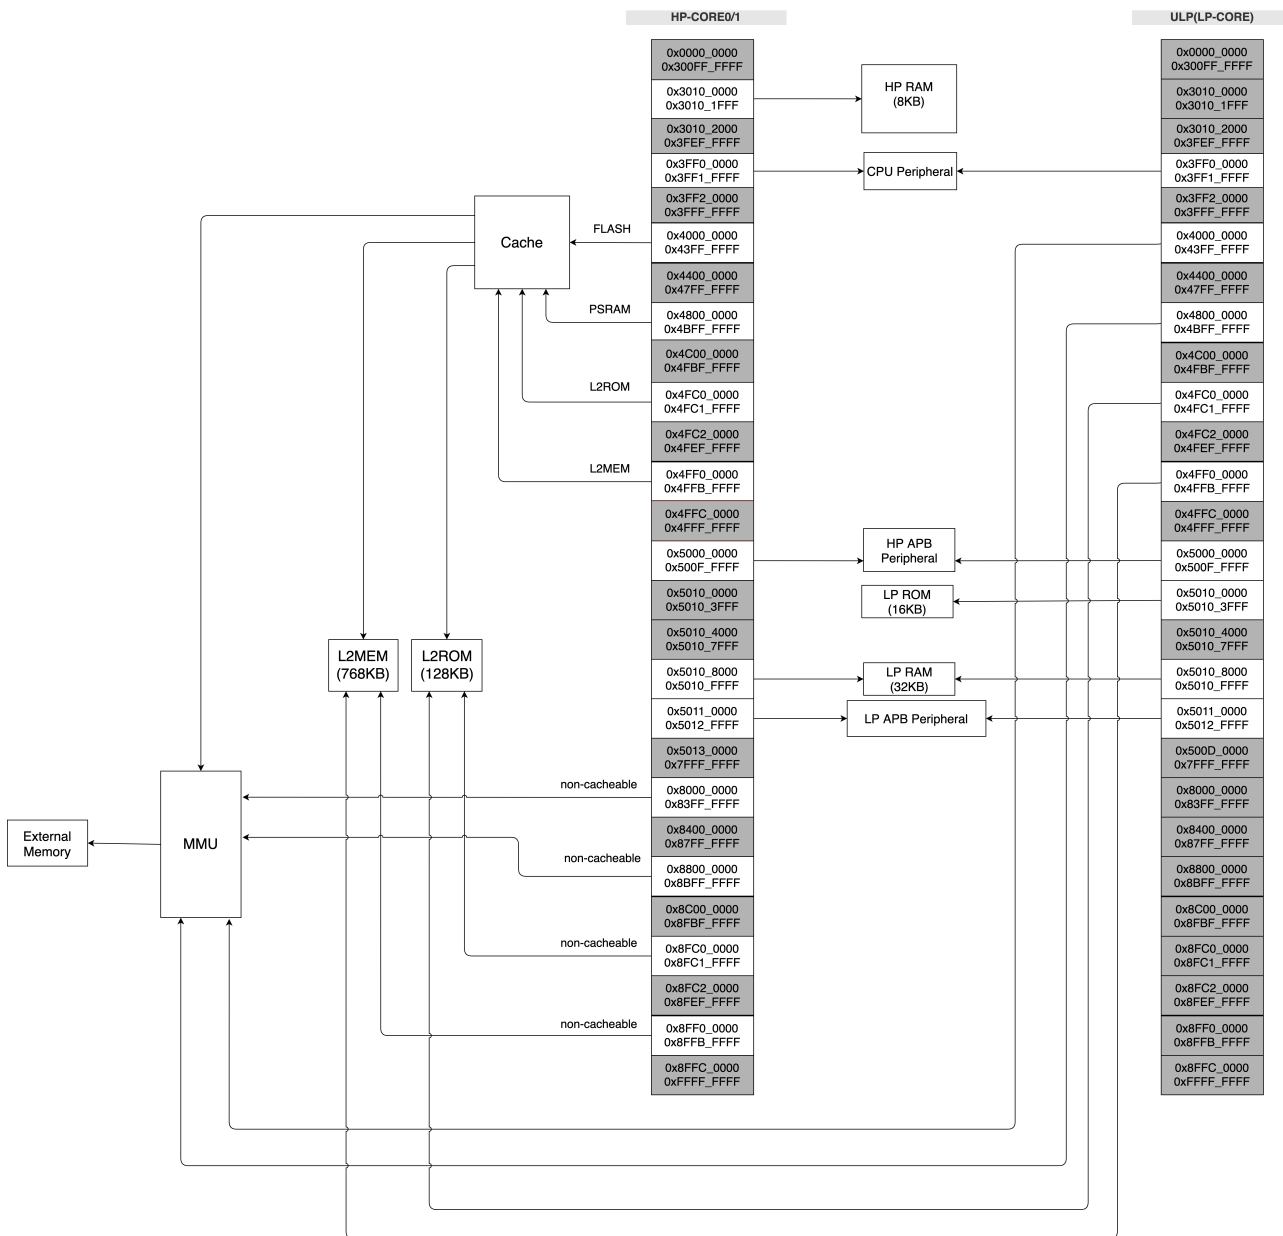 HP-CORE0/1
ULP(LP-CORE)
0x0000_0000
0x300FF_FFFF
0x3010_0000
0x3010_1FFF
0x3010_2000
0x3FEF_FFFF
0x3FF0_0000
0x3FF1_FFFF
0x3FF2_0000
0x3FFF_FFFF
0x4000_0000
0x43FF_FFFF
0x4400_0000
0x47FF_FFFF
0x4800_0000
0x4BFF_FFFF
0x4C00_0000
0x4FBF_FFFF
0x4FC0_0000
0x4FC1_FFFF
0x4FC2_0000
0x4FEF_FFFF
0x4FF0_0000
0x4FFB_FFFF
0x4FFC_0000
0x4FFF_FFFF
0x5000_0000
0x500F_FFFF
0x5010_0000
0x5010_3FFF
0x5010_4000
0x5010_7FFF
0x5010_8000
0x5010_FFFF
0x5011_0000
0x5012_FFFF
0x5013_0000
0x7FFF_FFFF
0x8000_0000
0x83FF_FFFF
0x8400_0000
0x87FF_FFFF
0x8800_0000
0x8BFF_FFFF
0x8C00_0000
0x8FBF_FFFF
0x8FC0_0000
0x8FC1_FFFF
0x8FC2_0000
0x8FEF_FFFF
0x8FF0_0000
0x8FFB_FFFF
0x8FFC_0000
0xFFFF_FFFF
HP RAM
(8KB)
CPU Peripheral
HP APB
Peripheral
LP ROM
(16KB)
LP RAM
(32KB)
LP APB Peripheral
Cache
FLASH
PSRAM
L2ROM
L2MEM
L2MEM
(768KB)
L2ROM
(128KB)
non-cacheable
non-cacheable
non-cacheable
non-cacheable
MMU
External
Memory
0x0000_0000
0x300FF_FFFF
0x3010_0000
0x3010_1FFF
0x3010_2000
0x3FEF_FFFF
0x3FF0_0000
0x3FF1_FFFF
0x3FF2_0000
0x3FFF_FFFF
0x4000_0000
0x43FF_FFFF
0x4400_0000
0x47FF_FFFF
0x4800_0000
0x4BFF_FFFF
0x4C00_0000
0x4FBF_FFFF
0x4FC0_0000
0x4FC1_FFFF
0x4FC2_0000
0x4FEF_FFFF
0x4FF0_0000
0x4FFB_FFFF
0x4FFC_0000
0x4FFF_FFFF
0x5000_0000
0x500F_FFFF
0x5010_0000
0x5010_3FFF
0x5010_4000
0x5010_7FFF
0x5010_8000
0x5010_FFFF
0x5011_0000
0x5012_FFFF
0x500D_0000
0x7FFF_FFFF
0x8000_0000
0x83FF_FFFF
0x8400_0000
0x87FF_FFFF
0x8800_0000
0x8BFF_FFFF
0x8C00_0000
0x8FBF_FFFF
0x8FC0_0000
0x8FC1_FFFF
0x8FC2_0000
0x8FEF_FFFF
0x8FF0_0000
0x8FFB_FFFF
0x8FFC_0000
0xFFFF_FFFF